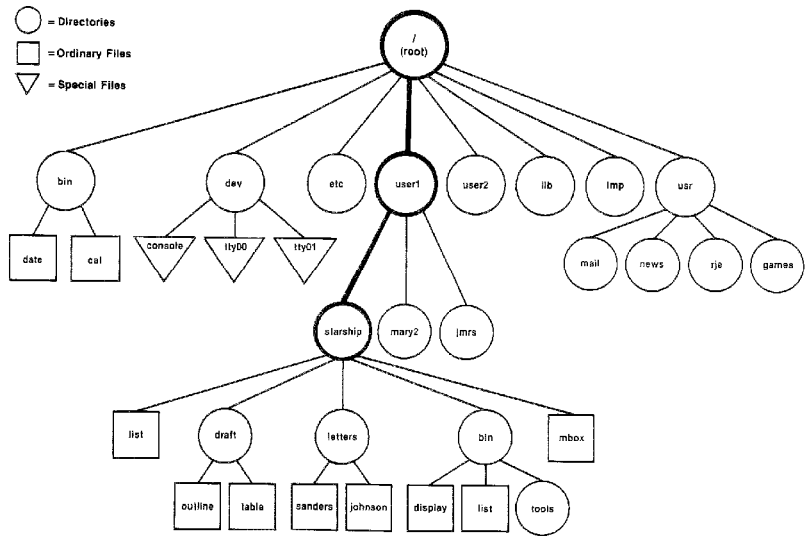 = Directories
= Ordinary Files
= Special Files
/
(root)
bin
dev
etc
user1
user2
lib
tmp
usr
date
cal
console
tty00
tty01
mail
news
rje
games
starship
mary2
jmrs
list
draft
letters
bin
mbox
outline
table
sanders
johnson
display
list
tools